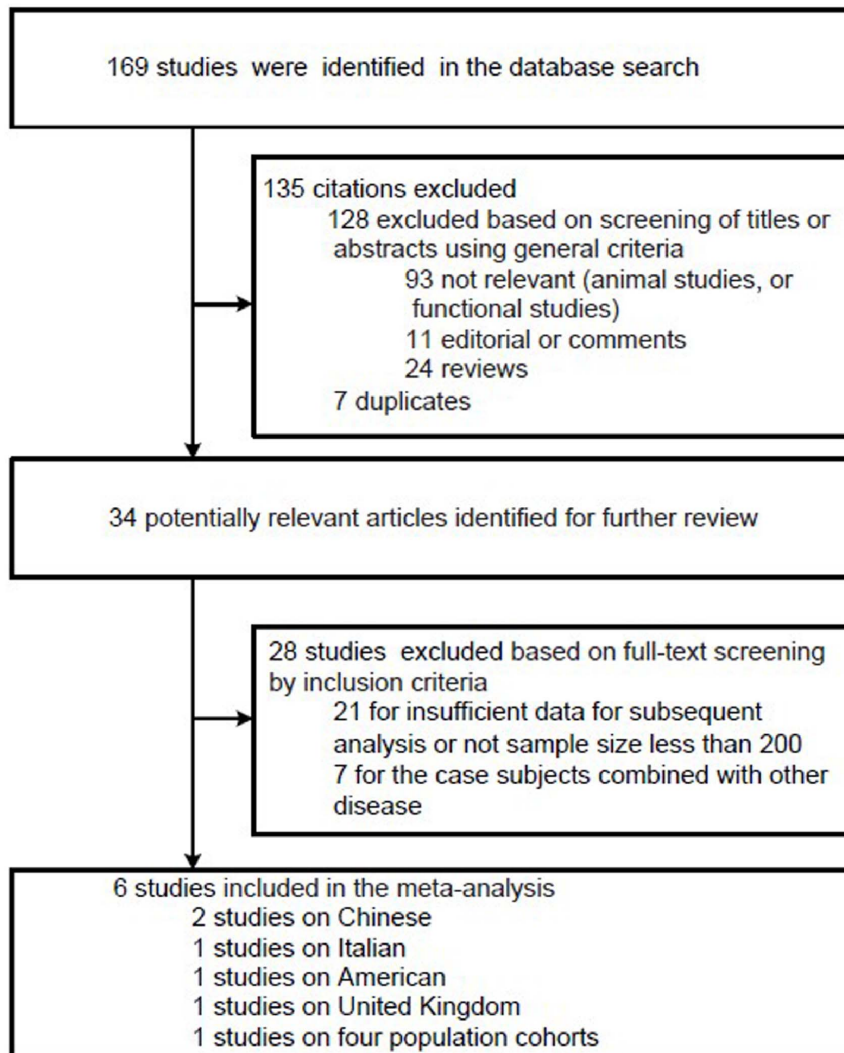 169 studies were identified in the database search
135 citations excluded
128 excluded based on screening of titles or
abstracts using general criteria
93 not relevant (animal studies, or
functional studies)
11 editorial or comments
24 reviews
7 duplicates
34 potentially relevant articles identified for further review
28 studies excluded based on full-text screening
by inclusion criteria
21 for insufficient data for subsequent
analysis or not sample size less than 200
7 for the case subjects combined with other
disease
6 studies included in the meta-analysis
2 studies on Chinese
1 studies on Italian
1 studies on American
1 studies on United Kingdom
1 studies on four population cohorts